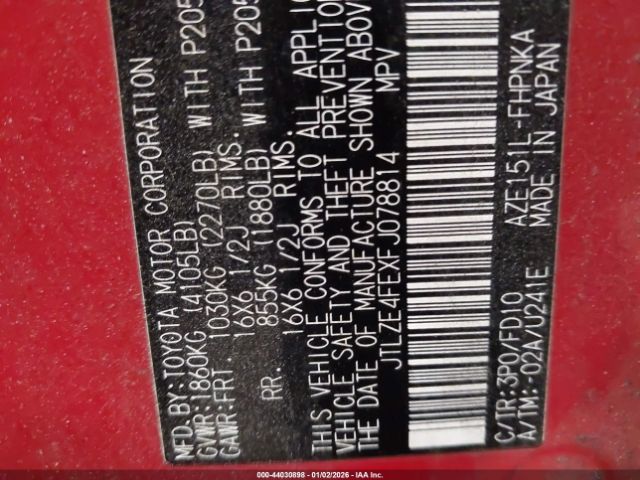 MFD. BY: TOYOTA MOTOR CORPORATION
GVWR: 1860KG (4105LB)
GAWR: FRT. 1030KG (2270LB) WITH P205
16X6 1/2J RIMS.
RR. 855KG (1880LB) WITH P205
16X6 1/2J RIMS.
THIS VEHICLE CONFORMS TO ALL APPLIC
VEHICLE SAFETY AND THEFT PREVENTION
THE DATE OF MANUFACTURE SHOWN ABOV
JTLZE4FEXFJ078814 MPV
C/TR: 3P0/FD10 AZE151L-FHPNKA
A/TM: -02A/U241E MADE IN JAPAN
000-44030898 - 01/02/2026 - IAA Inc.